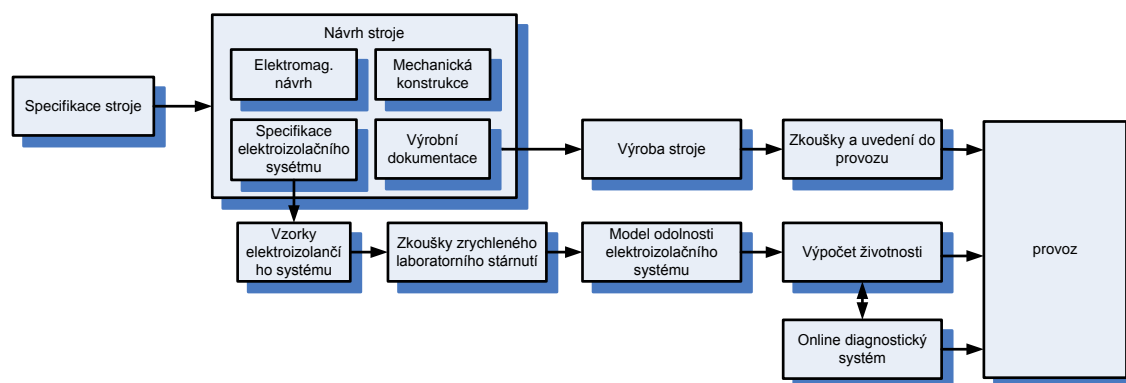 Návrh stroje
Elektromag.
návrh
Mechanická
konstrukce
Specifikace stroje
Specifikace
elektroizolačního
sysétmu
Výrobní
dokumentace
Výroba stroje
Zkoušky a uvedení do
provozu
Vzorky
elektroizolančí
ho systému
Zkoušky zrychleného
laboratorního stárnutí
Model odolnosti
elektroizolačního
systému
Výpočet životnosti
provoz
Online diagnostický
systém